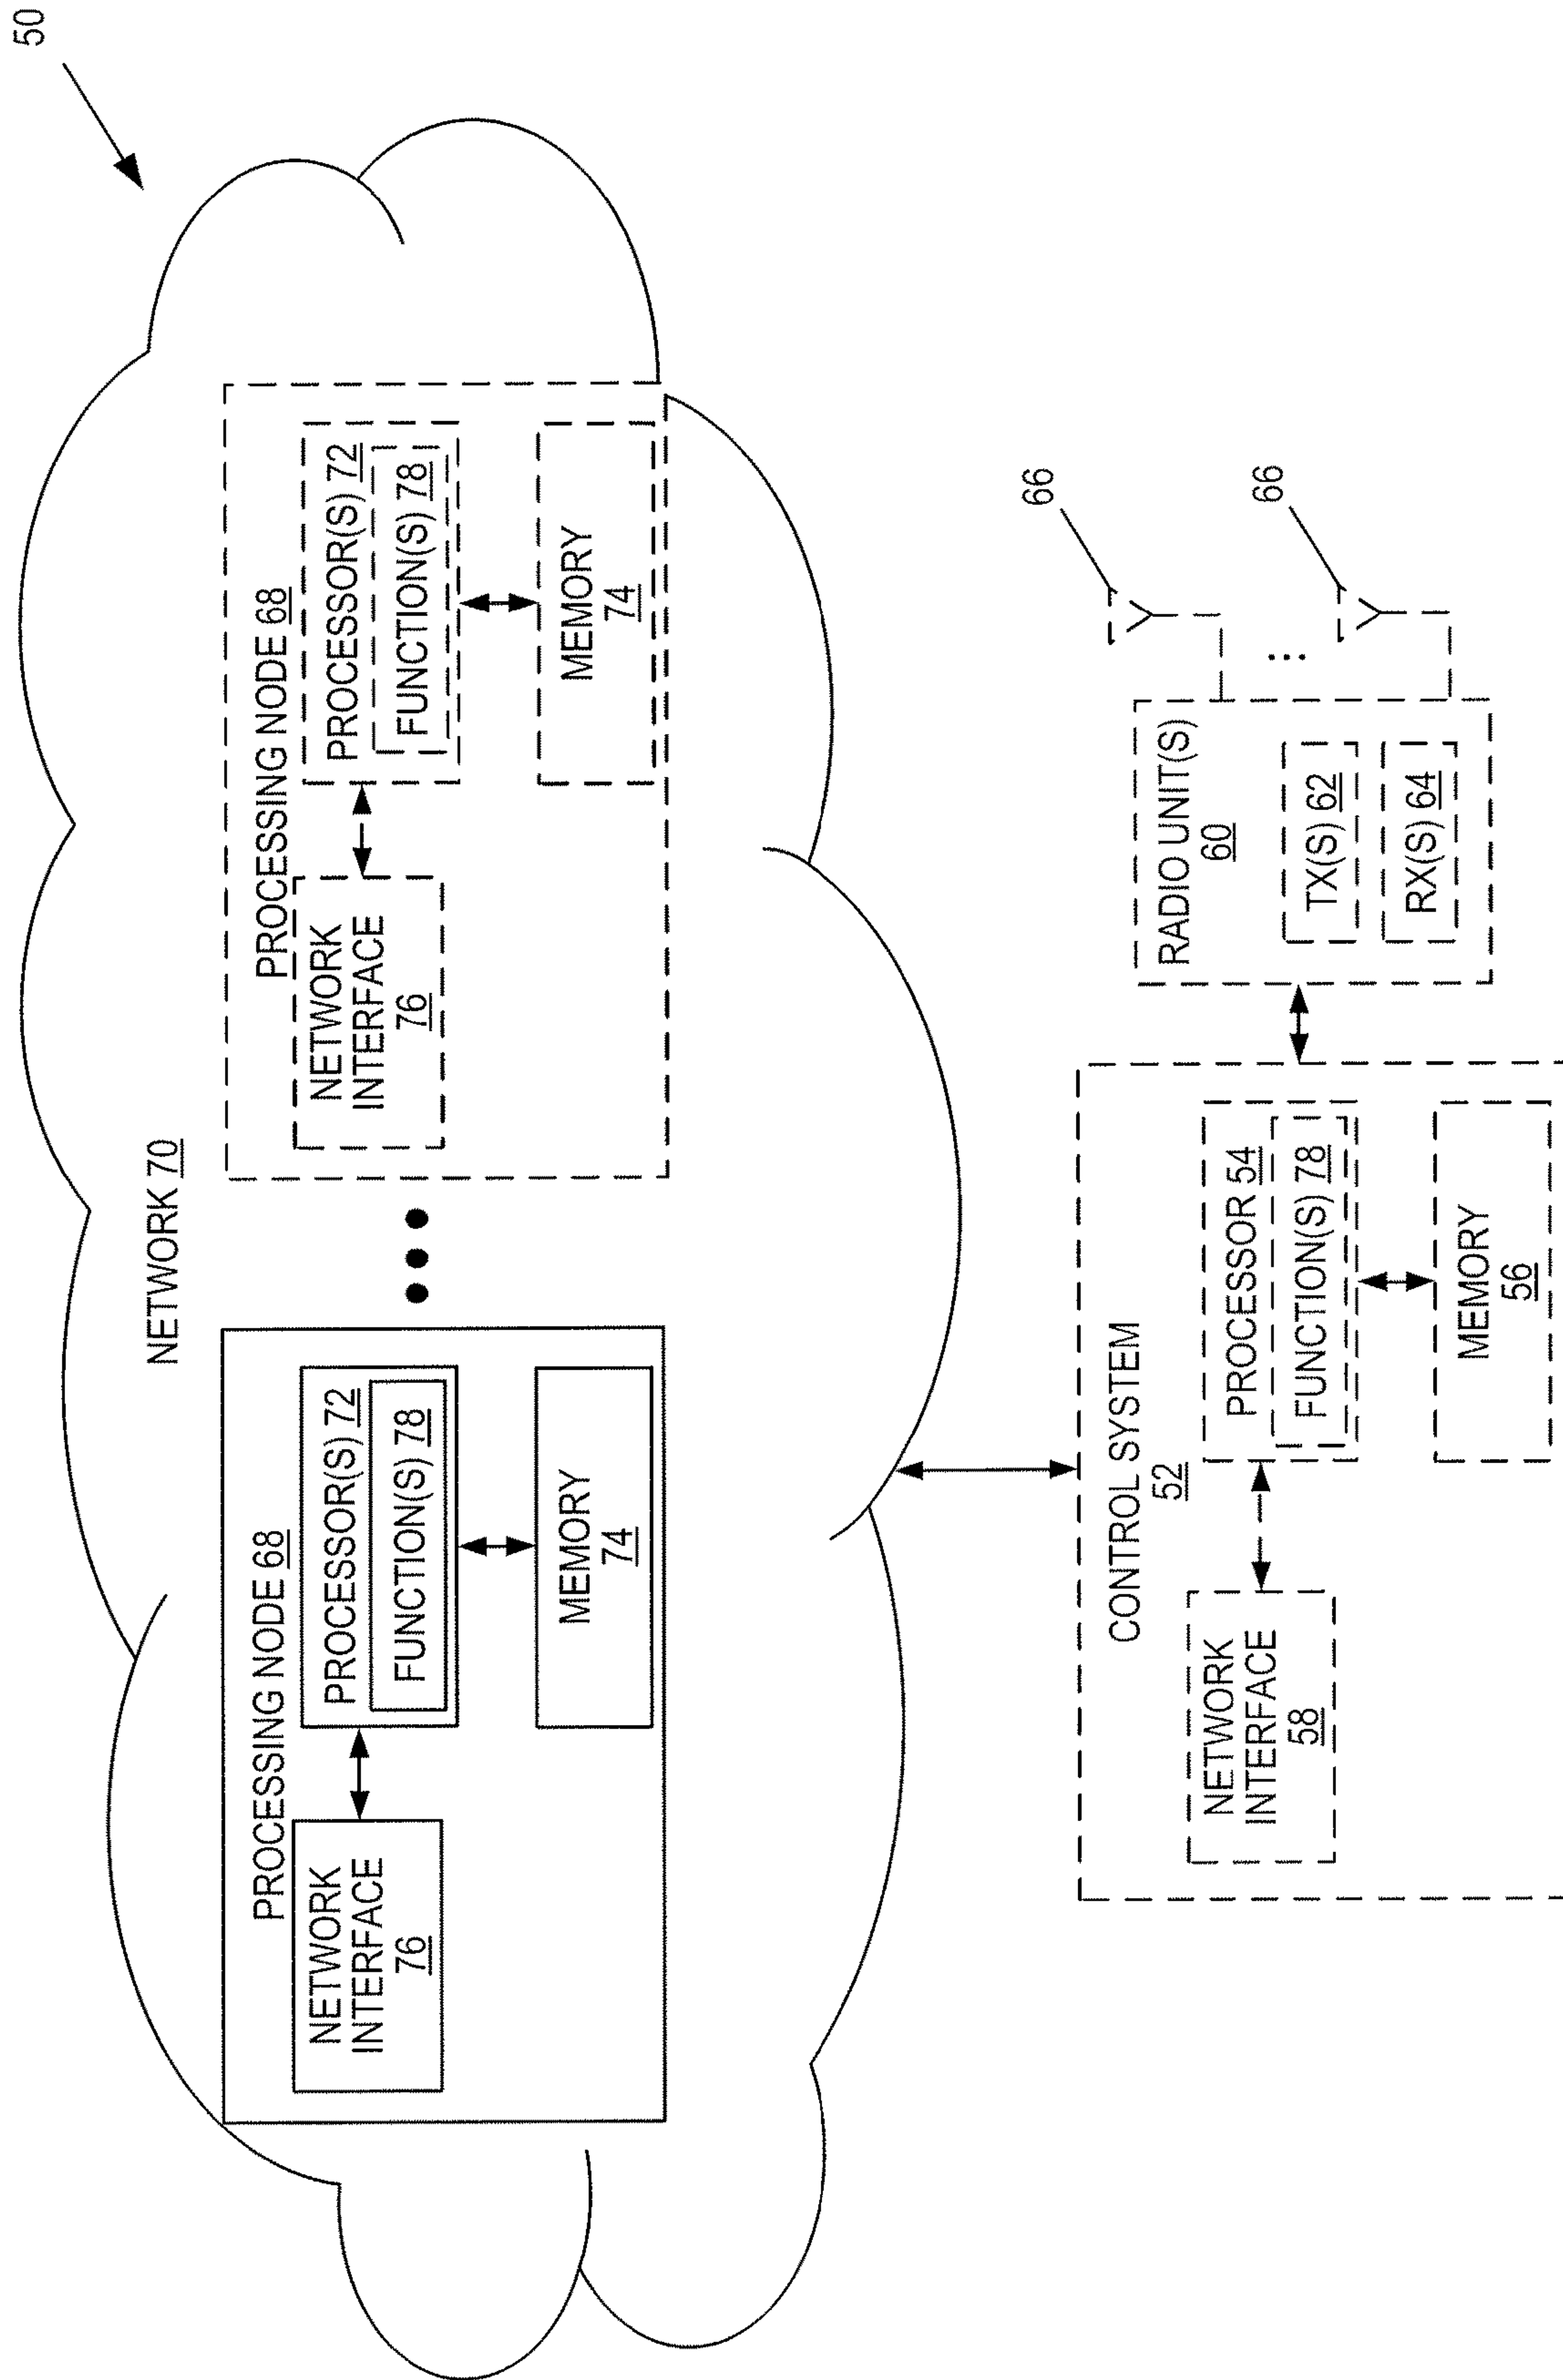 50
NETWORK 70
PROCESSING NODE 68
NETWORK
INTERFACE
76
PROCESSOR(S) 72
FUNCTION(S) 78
MEMORY
74
PROCESSING NODE 68
NETWORK
INTERFACE
76
PROCESSOR(S) 72
FUNCTION(S) 78
MEMORY
74
CONTROL SYSTEM
52
NETWORK
INTERFACE
58
PROCESSOR 54
FUNCTION(S) 78
MEMORY
56
RADIO UNIT(S)
60
TX(S) 62
RX(S) 64
66
66